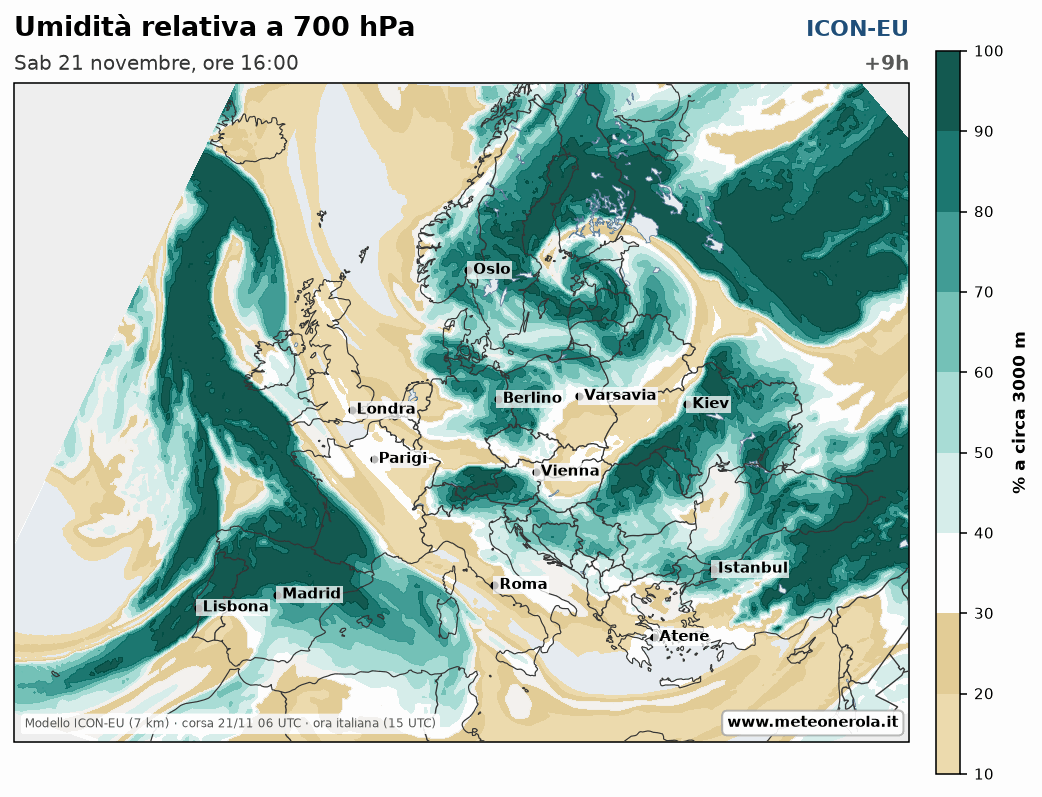 Umidità relativa a 700 hPa
ICON-EU
Sab 21 novembre, ore 16:00
+9h
Oslo
Londra
Berlino
Varsavia
Kiev
Parigi
Vienna
Istanbul
Roma
Madrid
Lisbona
Atene
Modello ICON-EU (7 km) · corsa 21/11 06 UTC · ora italiana (15 UTC)
www.meteonerola.it
100
90
80
70
60
50
40
30
20
10
% a circa 3000 m